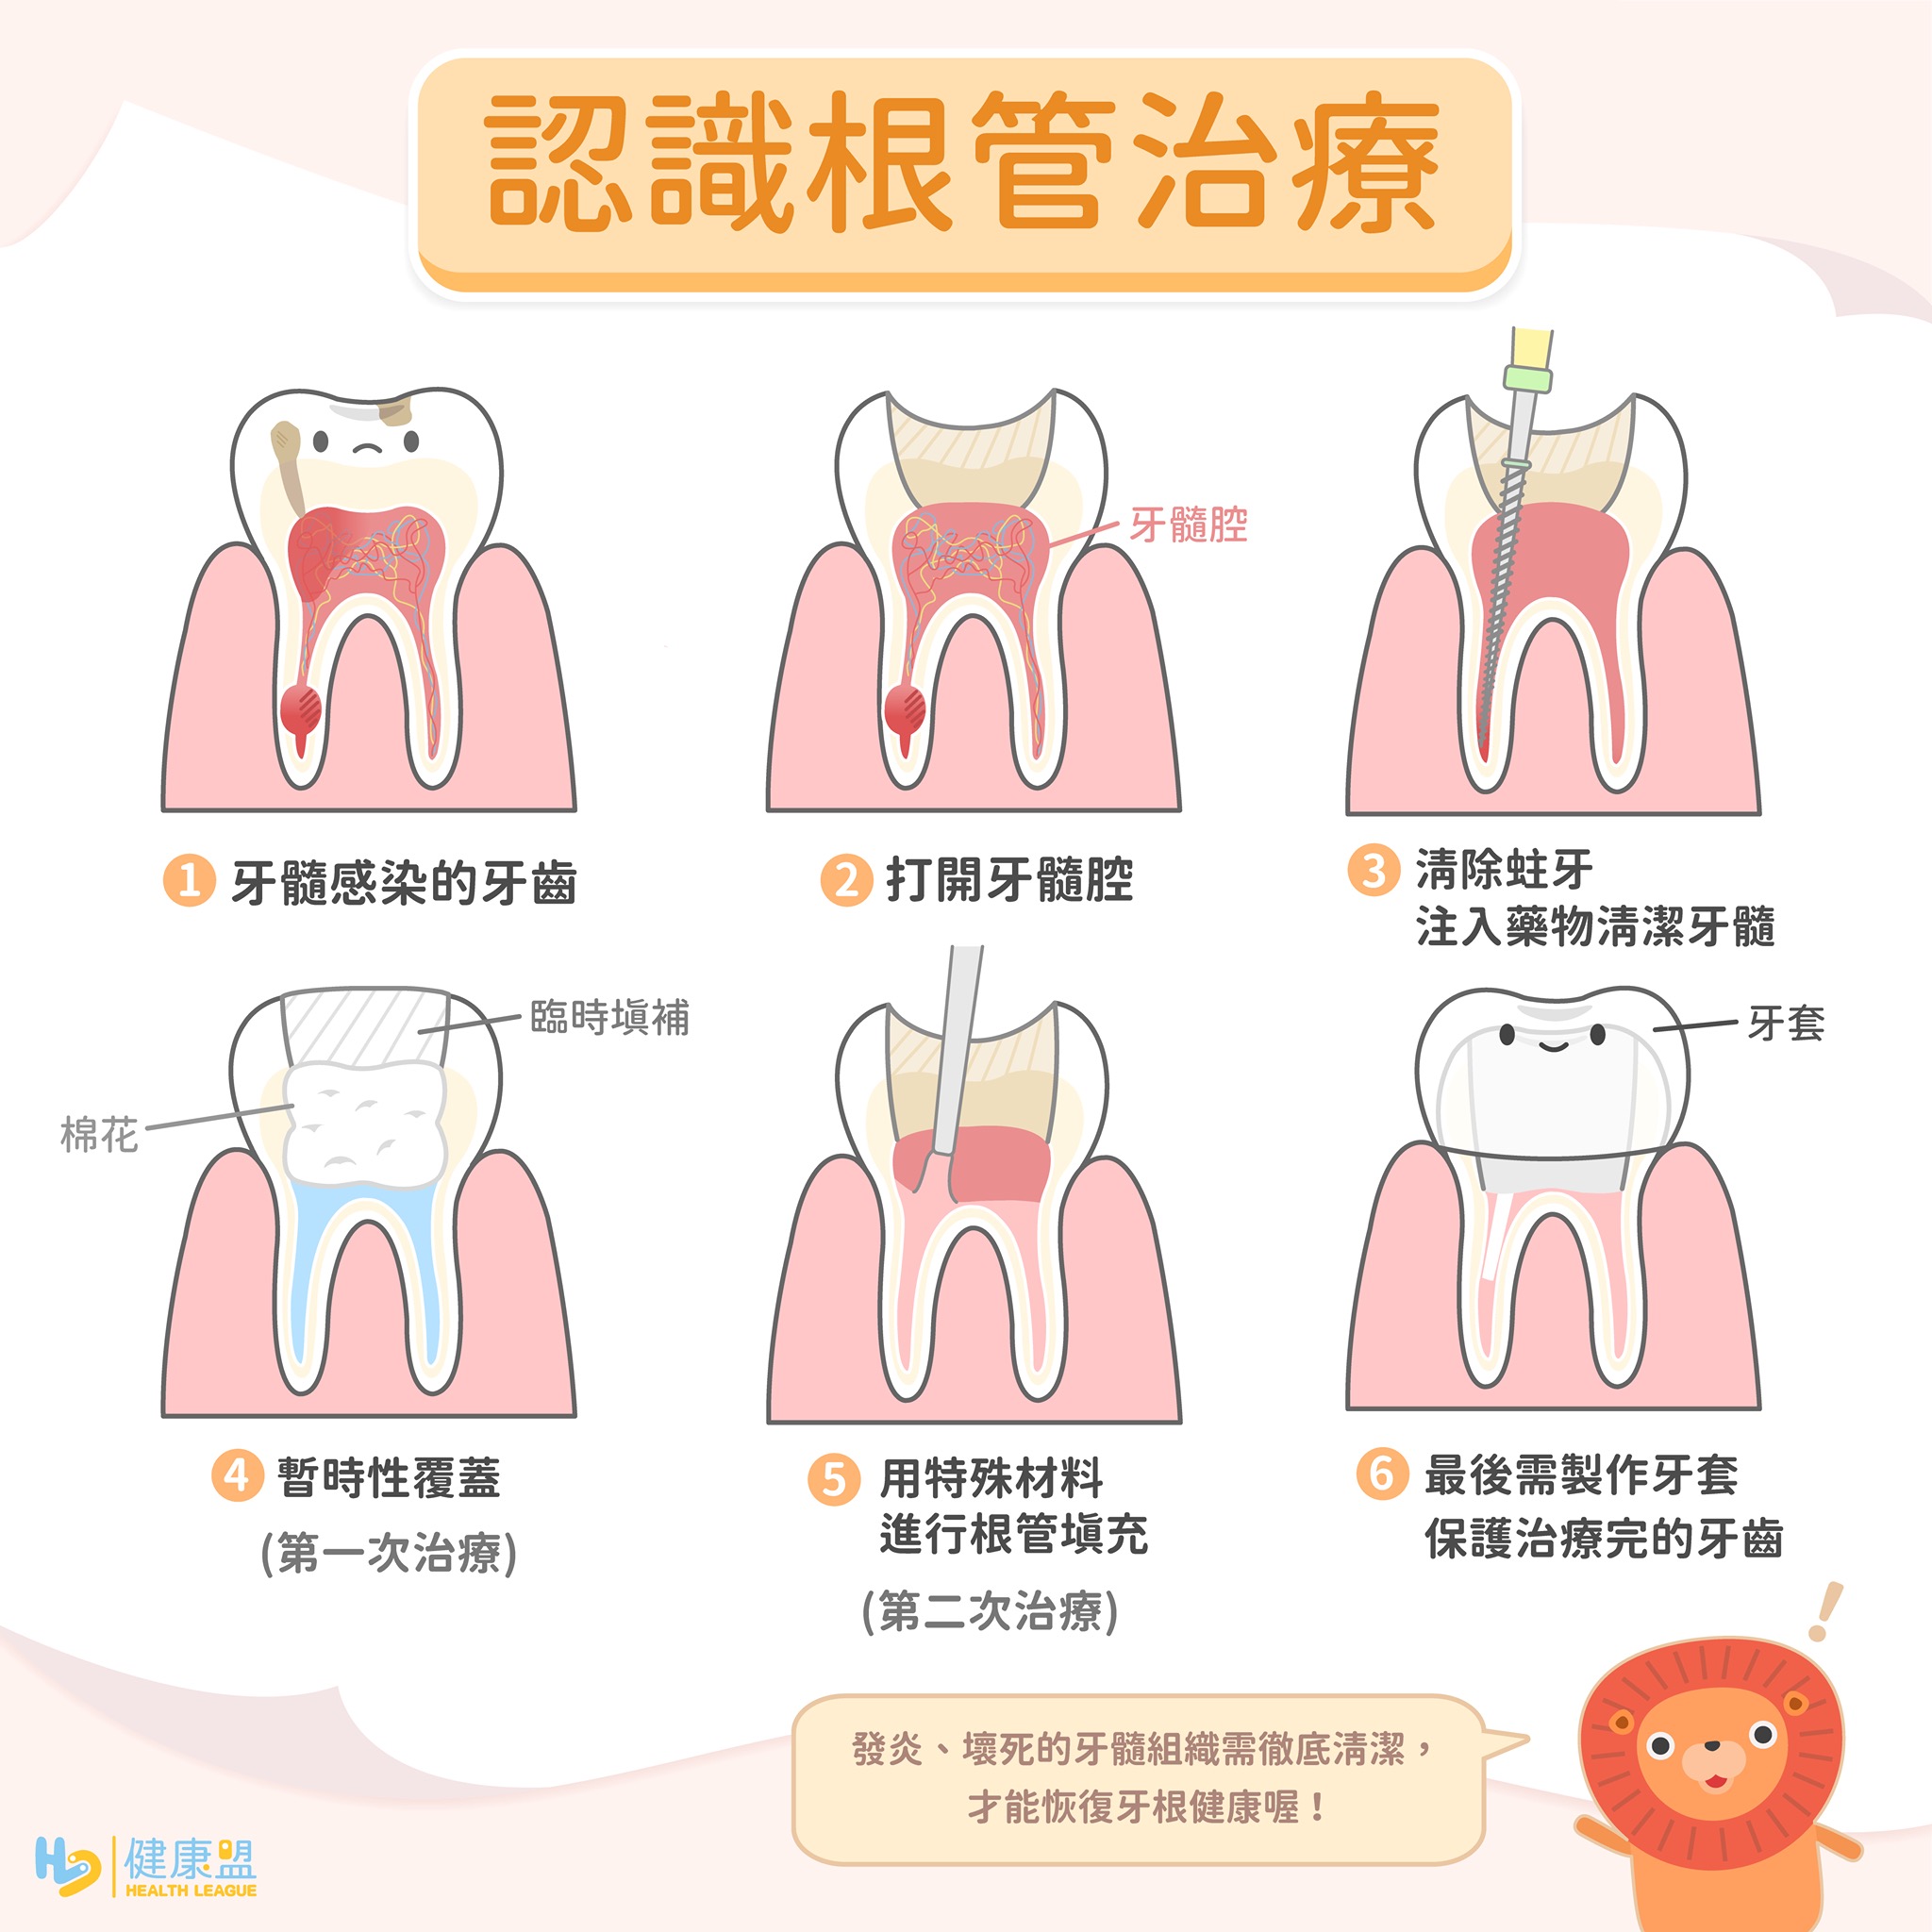 認識根管治療
牙髓腔
1 牙髓感染的牙齒
2 打開牙髓腔
3 清除蛀牙
注入藥物清潔牙髓
臨時填補
棉花
牙套
4 暫時性覆蓋
(第一次治療)
5 用特殊材料
進行根管填充
(第二次治療)
6 最後需製作牙套
保護治療完的牙齒
發炎、壞死的牙髓組織需徹底清潔，
才能恢復牙根健康喔！
健康盟
HEALTH LEAGUE